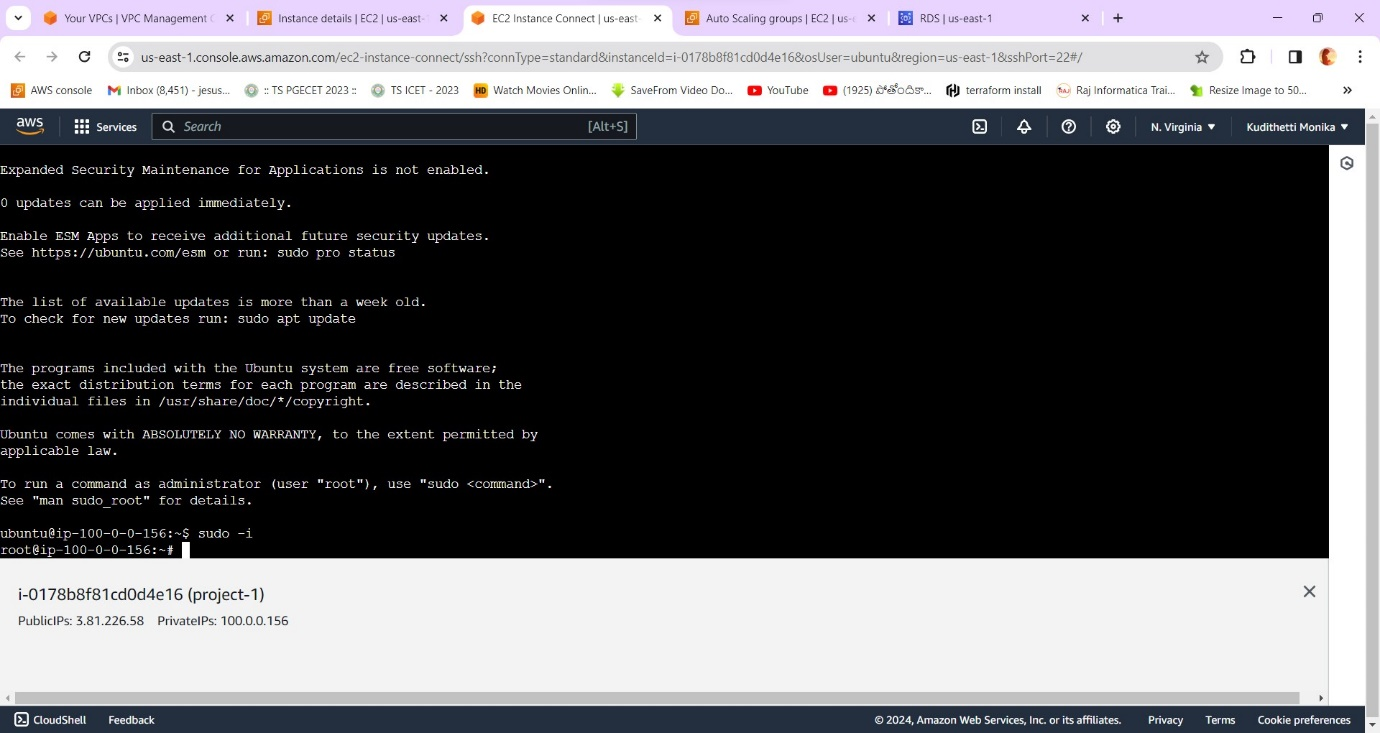 Your VPCs | VPC Management C
Instance details | EC2 | us-east-
EC2 Instance Connect | us-east-
Auto Scaling groups | EC2 | us-e
RDS | us-east-1
us-east-1.console.aws.amazon.com/ec2-instance-connect/ssh?connType=standard&instanceId=i-0178b8f81cd0d4e16&osUser=ubuntu&region=us-east-1&sshPort=22#/
AWS console
Inbox (8,451) - jesus...
:: TS PGECET 2023 ::
TS ICET - 2023
HD Watch Movies Onlin...
SaveFrom Video Do...
YouTube
(1925)
terraform install
Raj Informatica Trai...
Resize Image to 50...
»
aws
Services
Search
[Alt+S]
N. Virginia
Kudithetti Monika
Expanded Security Maintenance for Applications is not enabled.
0 updates can be applied immediately.
Enable ESM Apps to receive additional future security updates.
See https://ubuntu.com/esm or run: sudo pro status
The list of available updates is more than a week old.
To check for new updates run: sudo apt update
The programs included with the Ubuntu system are free software;
the exact distribution terms for each program are described in the
individual files in /usr/share/doc/*/copyright.
Ubuntu comes with ABSOLUTELY NO WARRANTY, to the extent permitted by
applicable law.
To run a command as administrator (user "root"), use "sudo <command>".
See "man sudo_root" for details.
ubuntu@ip-100-0-0-156:~$ sudo -i
root@ip-100-0-0-156:~#
i-0178b8f81cd0d4e16 (project-1)
PublicIPs: 3.81.226.58 PrivateIPs: 100.0.0.156
CloudShell
Feedback
© 2024, Amazon Web Services, Inc. or its affiliates.
Privacy
Terms
Cookie preferences